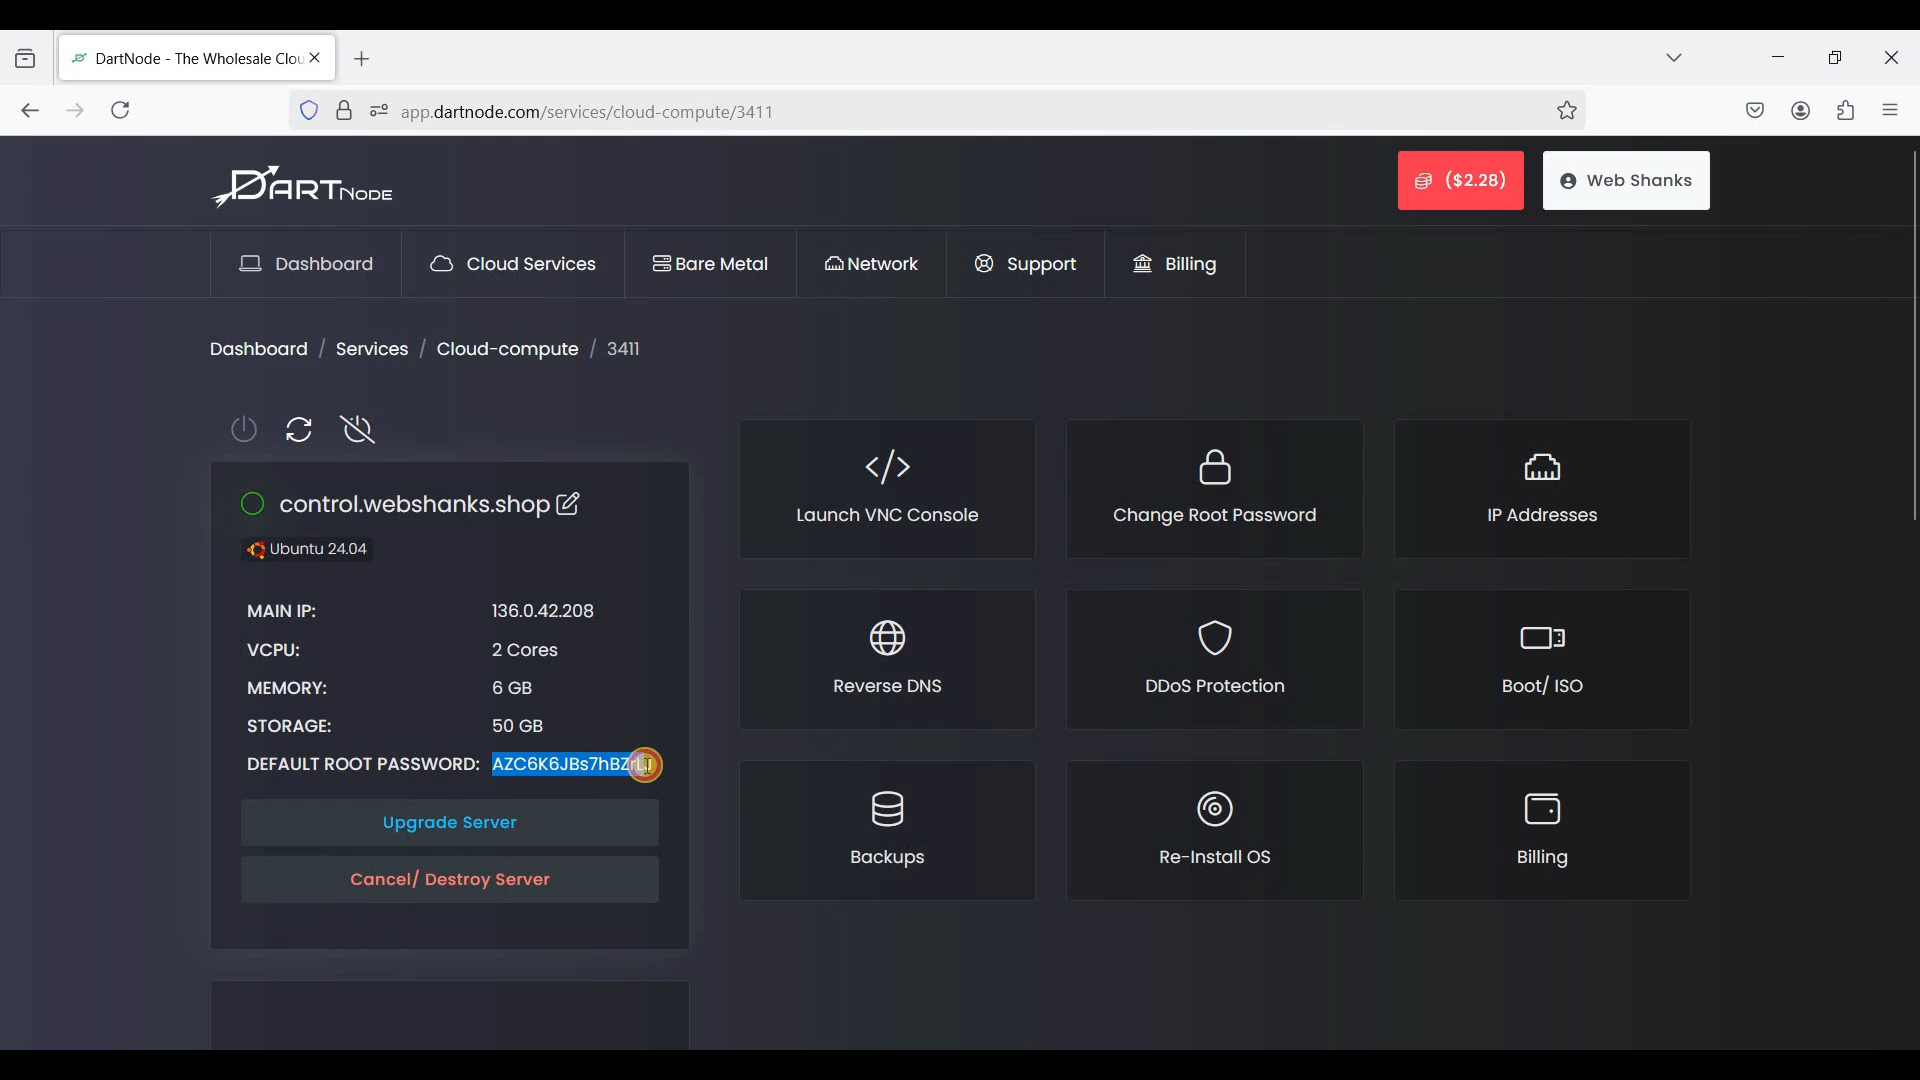 DartNode - The Wholesale Clou
app.dartnode.com/services/cloud-compute/3411
DARTNODE
($2.28)
Web Shanks
Dashboard
Cloud Services
Bare Metal
Network
Support
Billing
Dashboard / Services / Cloud-compute / 3411
control.webshanks.shop
Ubuntu 24.04
MAIN IP: 136.0.42.208
VCPU: 2 Cores
MEMORY: 6 GB
STORAGE: 50 GB
DEFAULT ROOT PASSWORD: AZC6K6JBs7hBZrLJ
Upgrade Server
Cancel/ Destroy Server
Launch VNC Console
Change Root Password
IP Addresses
Reverse DNS
DDoS Protection
Boot/ ISO
Backups
Re-Install OS
Billing